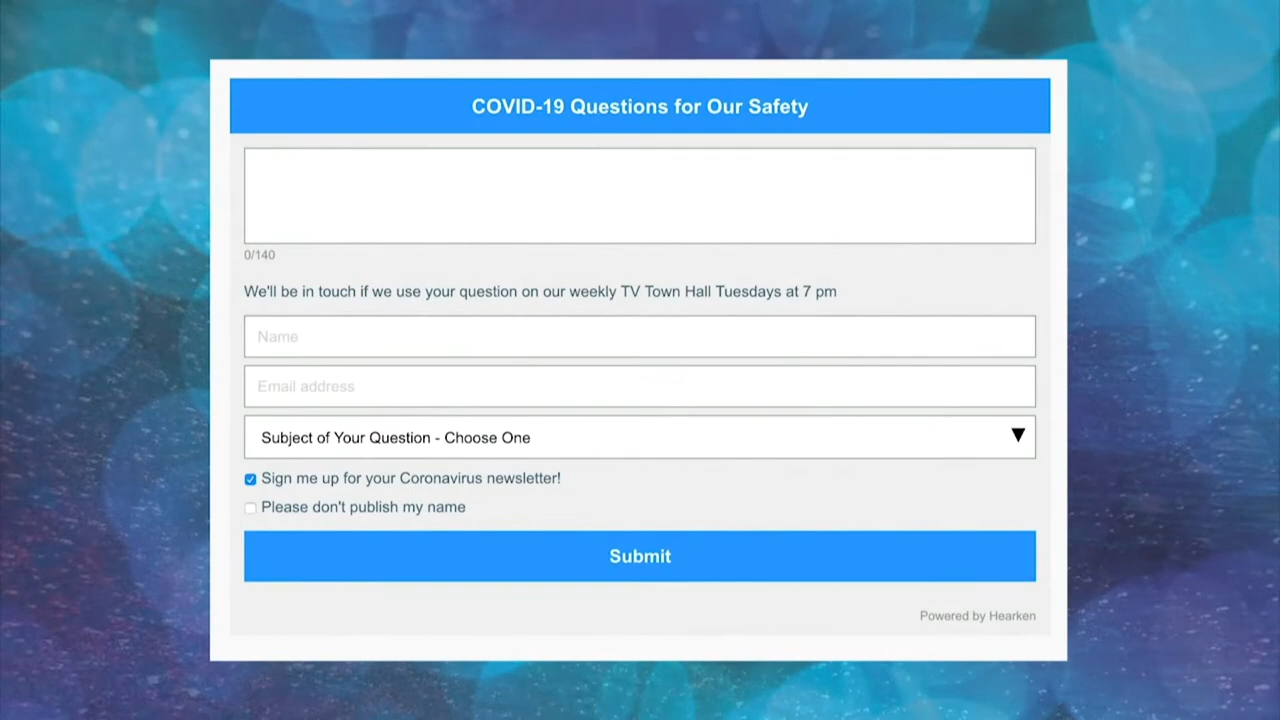 COVID-19 Questions for Our Safety
0/140
We'll be in touch if we use your question on our weekly TV Town Hall Tuesdays at 7 pm
Name
Email address
Subject of Your Question - Choose One
Sign me up for your Coronavirus newsletter!
Please don't publish my name
Submit
Powered by Hearken